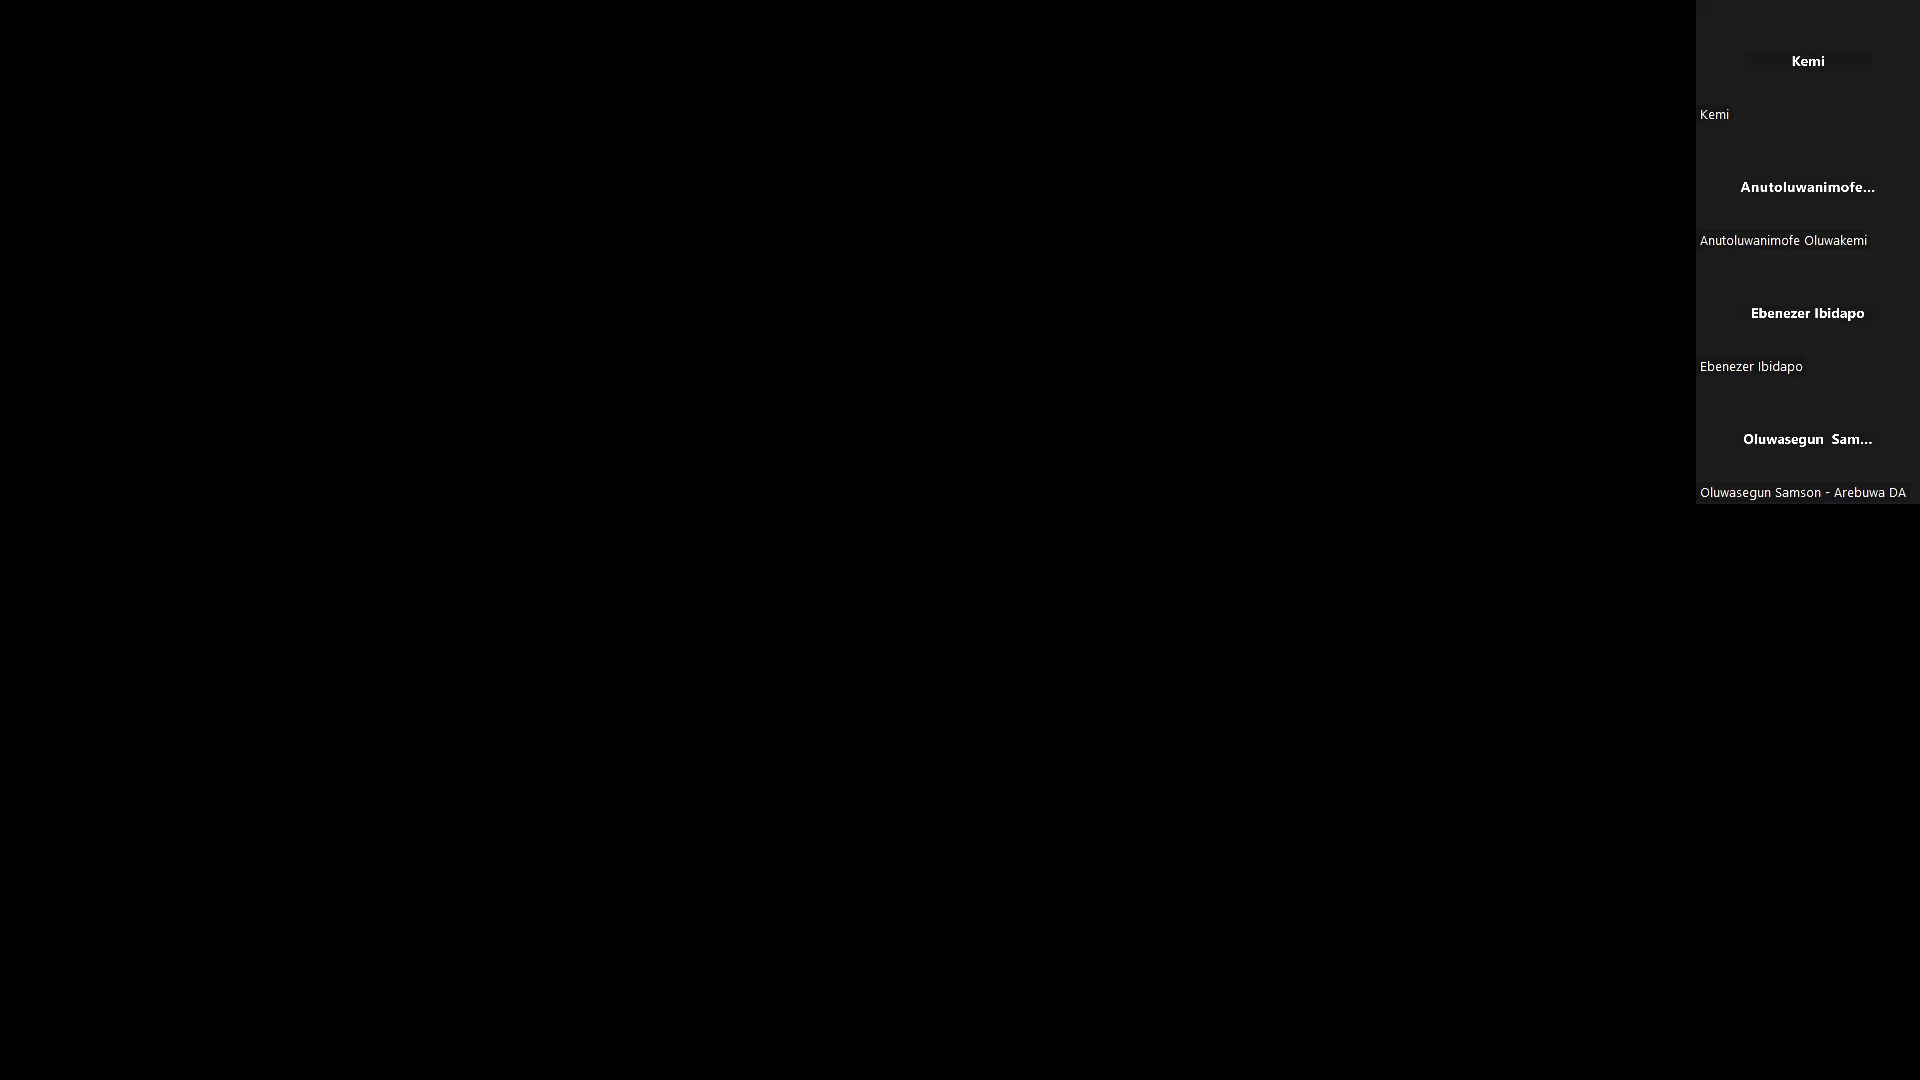 Kemi
Kemi
Anutoluwanimofe...
Anutoluwanimofe Oluwakemi
Ebenezer Ibidapo
Ebenezer Ibidapo
Oluwasegun  Sam...
Oluwasegun Samson - Arebuwa DA